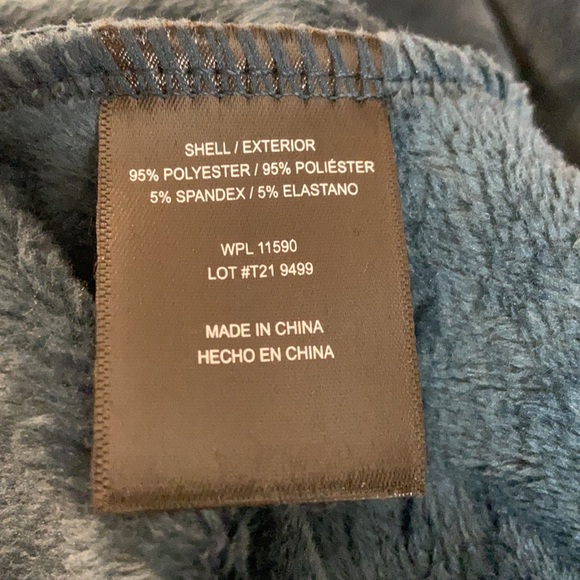 SHELL / EXTERIOR
95% POLYESTER / 95% POLIÉSTER
5% SPANDEX / 5% ELASTANO
WPL 11590
LOT #T21 9499
MADE IN CHINA
HECHO EN CHINA